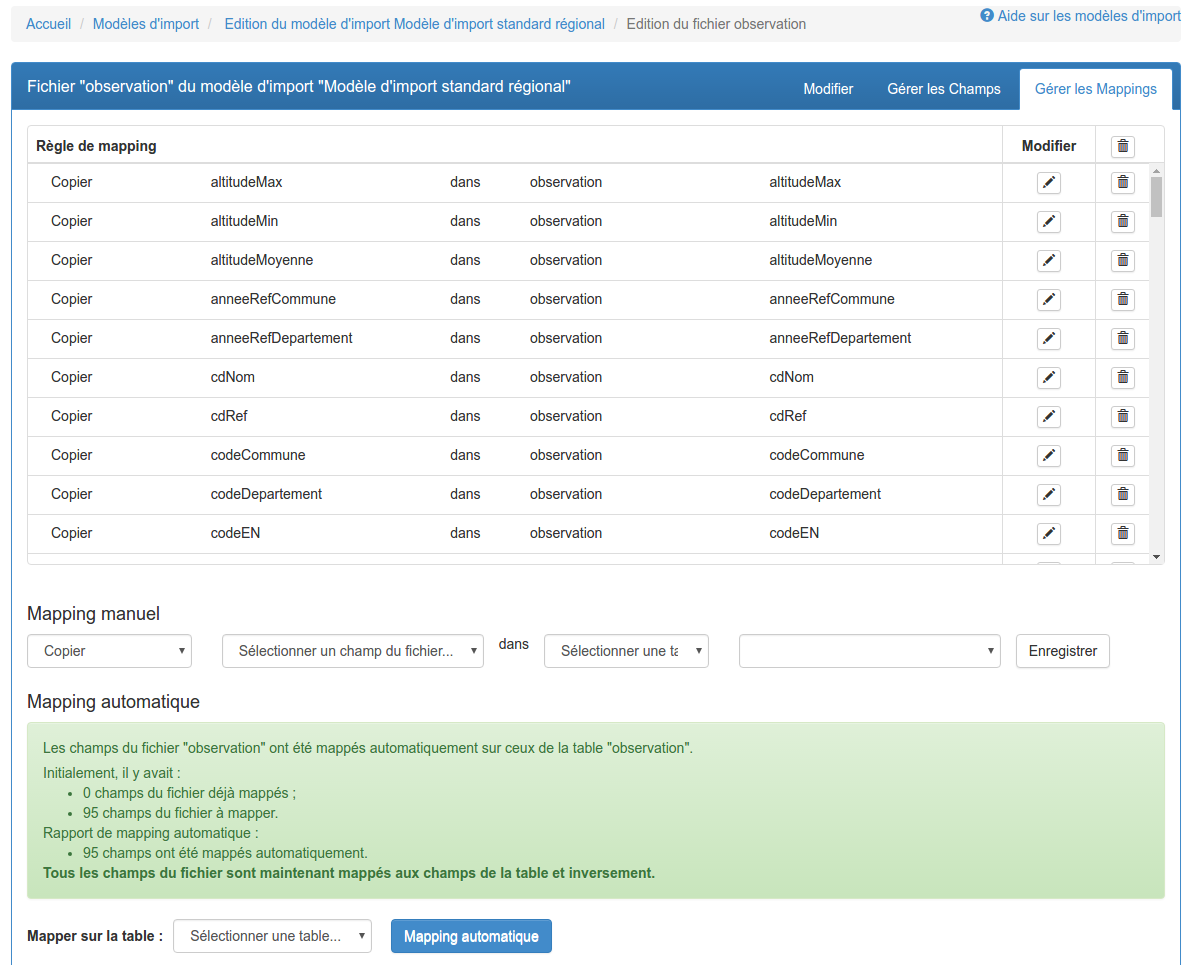 Accueil / Modèles d'import / Edition du modèle d'import Modèle d'import standard régional / Edition du fichier observation
Aide sur les modèles d'import
Fichier "observation" du modèle d'import "Modèle d'import standard régional"
Modifier Gérer les Champs Gérer les Mappings
Règle de mapping Modifier
Copier altitudeMax dans observation altitudeMax
Copier altitudeMin dans observation altitudeMin
Copier altitudeMoyenne dans observation altitudeMoyenne
Copier anneeRefCommune dans observation anneeRefCommune
Copier anneeRefDepartement dans observation anneeRefDepartement
Copier cdNom dans observation cdNom
Copier cdRef dans observation cdRef
Copier codeCommune dans observation codeCommune
Copier codeDepartement dans observation codeDepartement
Copier codeEN dans observation codeEN
Mapping manuel
Copier Sélectionner un champ du fichier... dans Sélectionner une ta Enregistrer
Mapping automatique
Les champs du fichier "observation" ont été mappés automatiquement sur ceux de la table "observation".
Initialement, il y avait :
• 0 champs du fichier déjà mappés ;
• 95 champs du fichier à mapper.
Rapport de mapping automatique :
• 95 champs ont été mappés automatiquement.
Tous les champs du fichier sont maintenant mappés aux champs de la table et inversement.
Mapper sur la table : Sélectionner une table... Mapping automatique